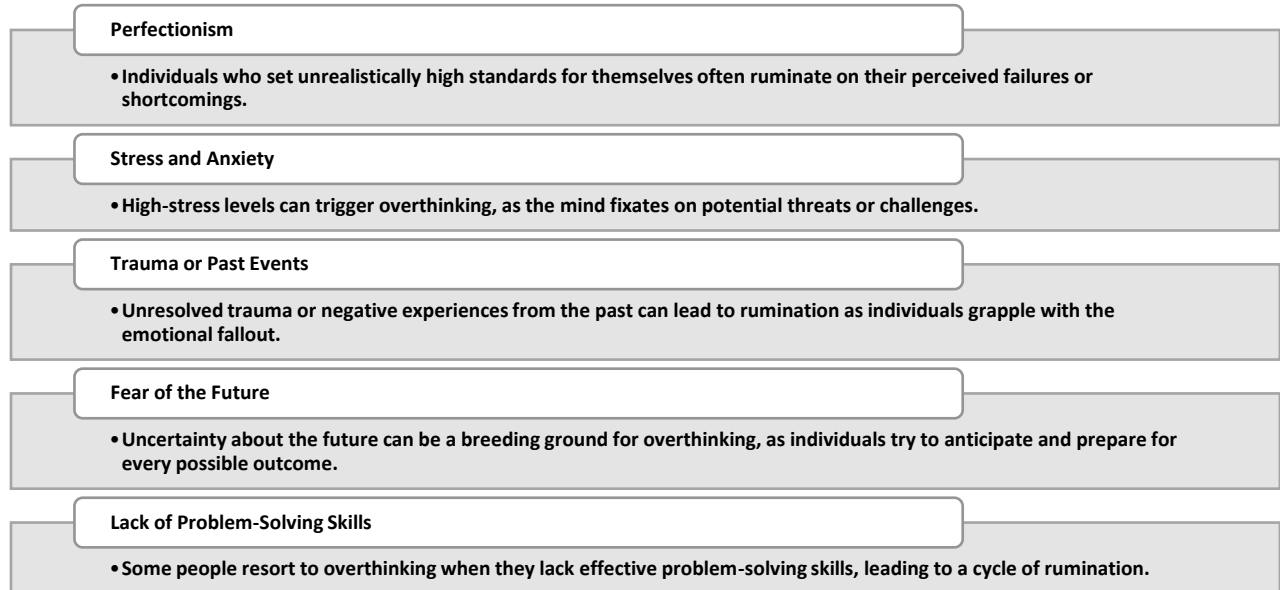 Perfectionism
•Individuals who set unrealistically high standards for themselves often ruminate on their perceived failures or
shortcomings.
Stress and Anxiety
•High-stress levels can trigger overthinking, as the mind fixates on potential threats or challenges.
Trauma or Past Events
•Unresolved trauma or negative experiences from the past can lead to rumination as individuals grapple with the
emotional fallout.
Fear of the Future
•Uncertainty about the future can be a breeding ground for overthinking, as individuals try to anticipate and prepare for
every possible outcome.
Lack of Problem-Solving Skills
•Some people resort to overthinking when they lack effective problem-solving skills, leading to a cycle of rumination.